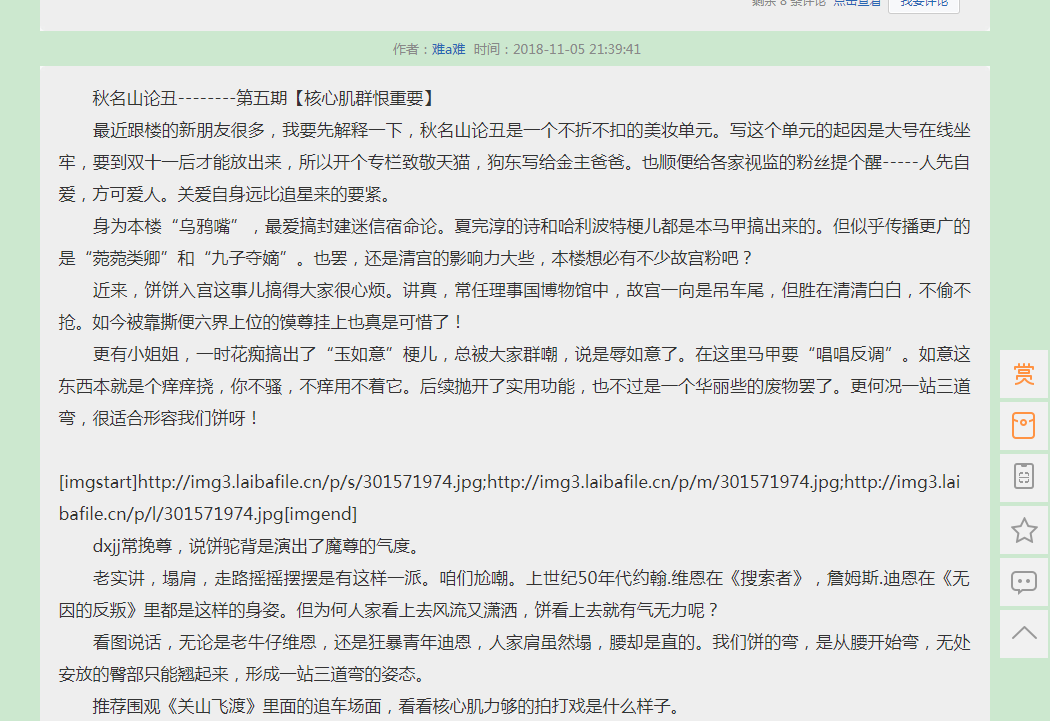 剩余 8 条评论 点击查看 我要评论
作者：难a难 时间：2018-11-05 21:39:41
秋名山论丑--------第五期【核心肌群恨重要】
最近跟楼的新朋友很多，我要先解释一下，秋名山论丑是一个不折不扣的美妆单元。写这个单元的起因是大号在线坐
牢，要到双十一后才能放出来，所以开个专栏致敬天猫，狗东写给金主爸爸。也顺便给各家视监的粉丝提个醒-----人先自
爱，方可爱人。关爱自身远比追星来的要紧。
身为本楼“乌鸦嘴”，最爱搞封建迷信宿命论。夏完淳的诗和哈利波特梗儿都是本马甲搞出来的。但似乎传播更广的
是“菀菀类卿”和“九子夺嫡”。也罢，还是清宫的影响力大些，本楼想必有不少故宫粉吧？
近来，饼饼入宫这事儿搞得大家很心烦。讲真，常任理事国博物馆中，故宫一向是吊车尾，但胜在清清白白，不偷不
抢。如今被靠撕便六界上位的馍尊挂上也真是可惜了！
更有小姐姐，一时花痴搞出了“玉如意”梗儿，总被大家群嘲，说是辱如意了。在这里马甲要“唱唱反调”。如意这
东西本就是个痒痒挠，你不骚，不痒用不着它。后续抛开了实用功能，也不过是一个华丽些的废物罢了。更何况一站三道
弯，很适合形容我们饼呀！
[imgstart]http://img3.laibafile.cn/p/s/301571974.jpg;http://img3.laibafile.cn/p/m/301571974.jpg;http://img3.lai
bafile.cn/p/l/301571974.jpg[imgend]
dxjj常挽尊，说饼驼背是演出了魔尊的气度。
老实讲，塌肩，走路摇摇摆摆是有这样一派。咱们尬嘲。上世纪50年代约翰.维恩在《搜索者》，詹姆斯.迪恩在《无
因的反叛》里都是这样的身姿。但为何人家看上去风流又潇洒，饼看上去就有气无力呢？
看图说话，无论是老牛仔维恩，还是狂暴青年迪恩，人家肩虽然塌，腰却是直的。我们饼的弯，是从腰开始弯，无处
安放的臀部只能翘起来，形成一站三道弯的姿态。
推荐围观《关山飞渡》里面的追车场面，看看核心肌力够的拍打戏是什么样子。
赏